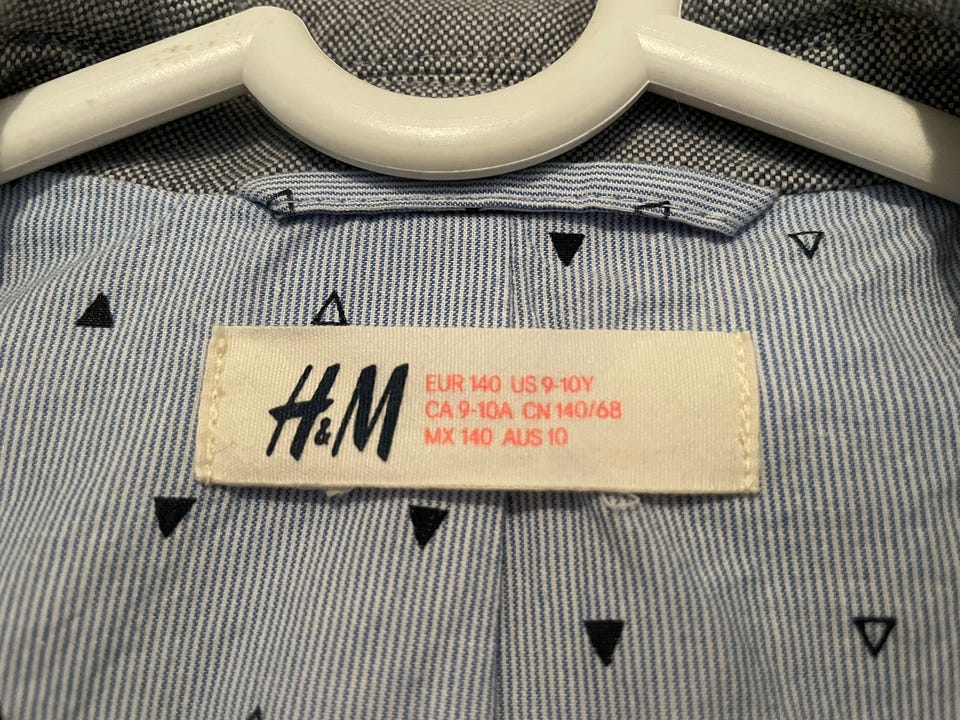 H&M
EUR 140 US 9-10Y
CA 9-10A CN 140/68
MX 140 AUS 10